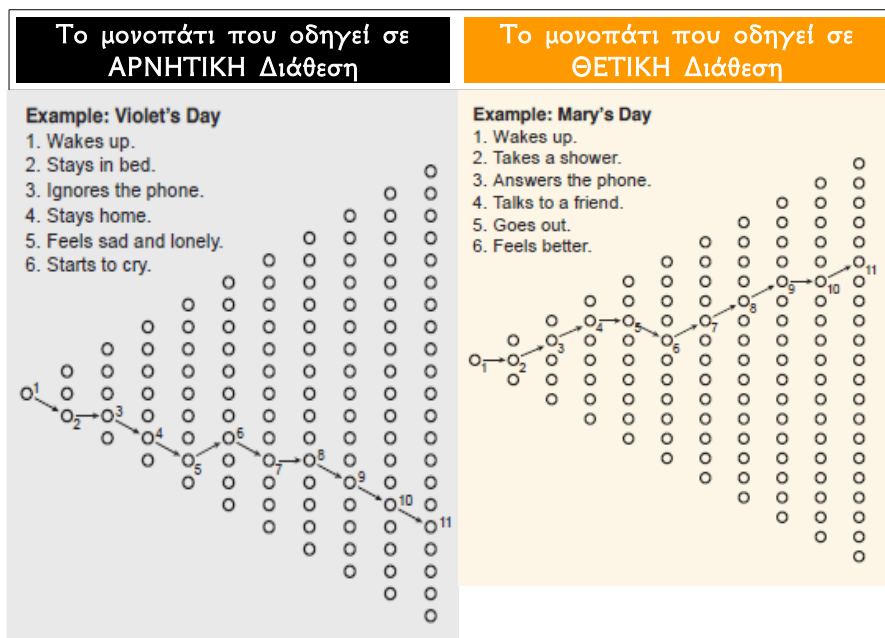 Το μονοπάτι που οδηγεί σε
ΑΡΝΗΤΙΚΗ Διάθεση
Example: Violet's Day
1. Wakes up.
2. Stays in bed.
3. Ignores the phone.
4. Stays home.
5. Feels sad and lonely.
6. Starts to cry.
1
2
3
4
5
6
7
8
9
10
11
Το μονοπάτι που οδηγεί σε
ΘΕΤΙΚΗ Διάθεση
Example: Mary's Day
1. Wakes up.
2. Takes a shower.
3. Answers the phone.
4. Talks to a friend.
5. Goes out.
6. Feels better.
1
2
3
4
5
6
7
8
9
10
11